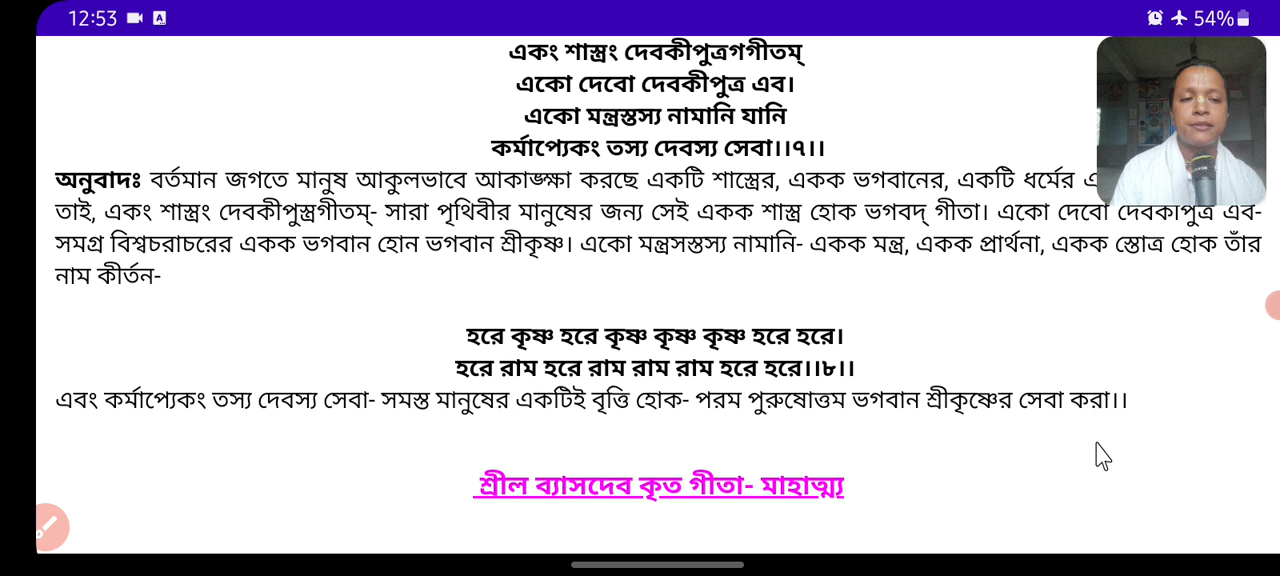 12:53
54%
একং শাস্ত্রং দেবকীপুত্রগগীতম্
একো দেবো দেবকীপুত্র এব।
একো মন্ত্রস্তস্য নামানি যানি
কর্মাপ্যেকং তস্য দেবস্য সেবা।।৭।।
অনুবাদঃ বর্তমান জগতে মানুষ আকুলভাবে আকাঙ্ক্ষা করছে একটি শাস্ত্রের, একক ভগবানের, একটি ধর্মের
তাই, একং শাস্ত্রং দেবকীপুস্ত্রগীতম্- সারা পৃথিবীর মানুষের জন্য সেই একক শাস্ত্র হোক ভগবদ্ গীতা। একো দেবো দেবকীপুত্র এব-
সমগ্র বিশ্বচরাচরের একক ভগবান হোন ভগবান শ্রীকৃষ্ণ। একো মন্ত্রসস্তস্য নামানি- একক মন্ত্র, একক প্রার্থনা, একক স্তোত্র হোক তাঁর
নাম কীর্তন-
হরে কৃষ্ণ হরে কৃষ্ণ কৃষ্ণ কৃষ্ণ হরে হরে।
হরে রাম হরে রাম রাম রাম হরে হরে।।৮।।
এবং কর্মাপ্যেকং তস্য দেবস্য সেবা- সমস্ত মানুষের একটিই বৃত্তি হোক- পরম পুরুষোত্তম ভগবান শ্রীকৃষ্ণের সেবা করা।।
শ্রীল ব্যাসদেব কৃত গীতা- মাহাত্ম্য